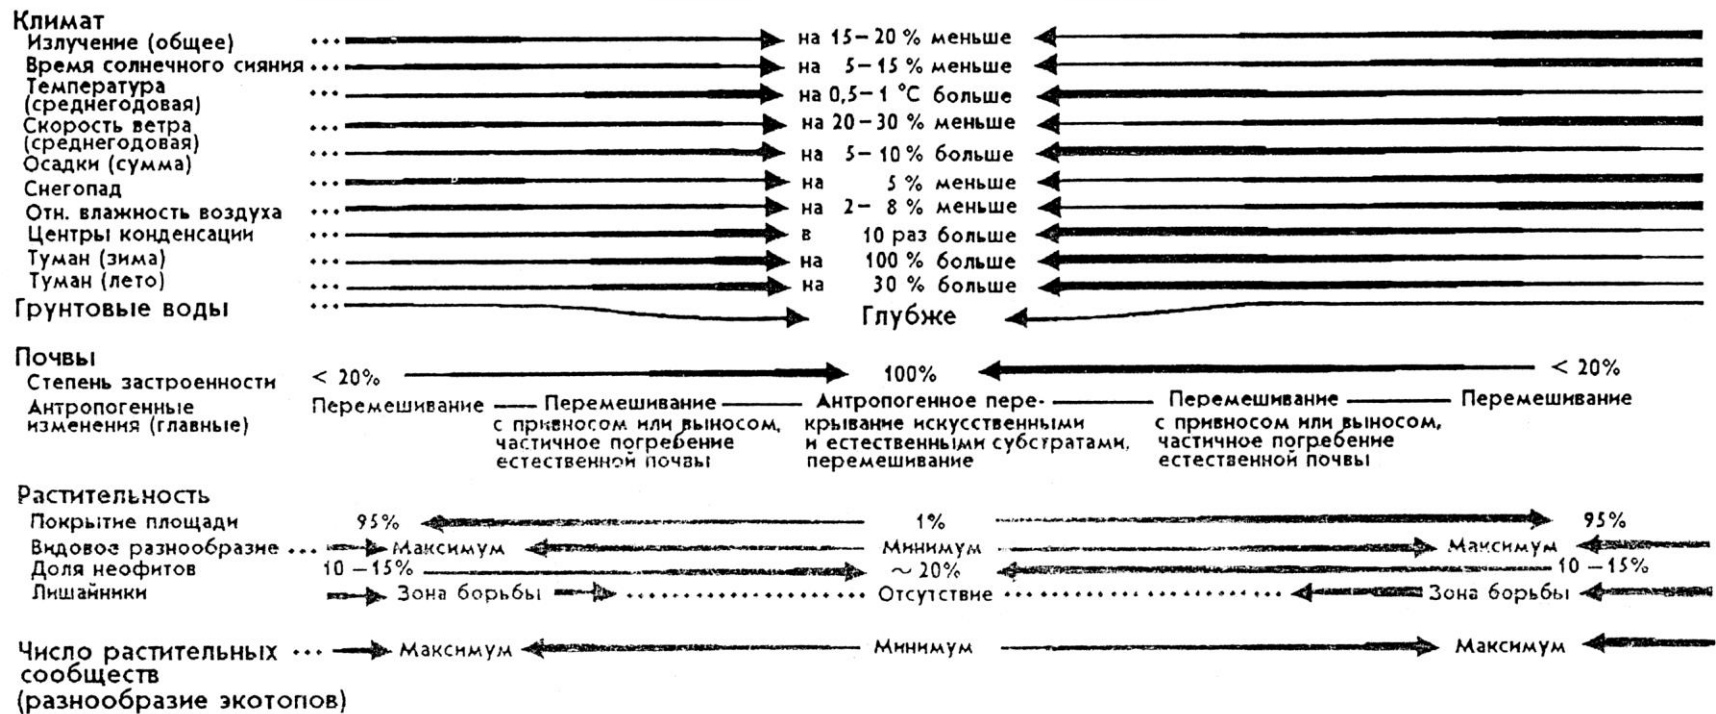 Климат
Излучение (общее) ... на 15–20 % меньше
Время солнечного сияния ... на 5–15 % меньше
Температура
(среднегодовая) ... на 0,5–1 °С больше
Скорость ветра ... на 20–30 % меньше
(среднегодовая)
Осадки (сумма) ... на 5–10 % больше
Снегопад ... на 5 % меньше
Отн. влажность воздуха ... на 2– 8 % меньше
Центры конденсации ... в 10 раз больше
Туман (зима) ... на 100 % больше
Туман (лето) ... на 30 % больше
Грунтовые воды ... Глубже
Почвы
Степень застроенности < 20% 100% < 20%
Антропогенные Перемешивание — Перемешивание — Антропогенное пере- — Перемешивание — Перемешивание
изменения (главные) с привносом или выносом, крывание искусственными с привносом или выносом,
частичное погребение и естественными субстратами, частичное погребение
естественной почвы перемешивание естественной почвы
Растительность
Покрытие площади 95% 1% 95%
Видовое разнообразие ... Максимум Минимум Максимум
Доля неофитов 10 –15% ~ 20% 10 –15%
Лишайники Зона борьбы Отсутствие Зона борьбы
Число растительных ... Максимум Минимум Максимум
сообществ
(разнообразие экотопов)